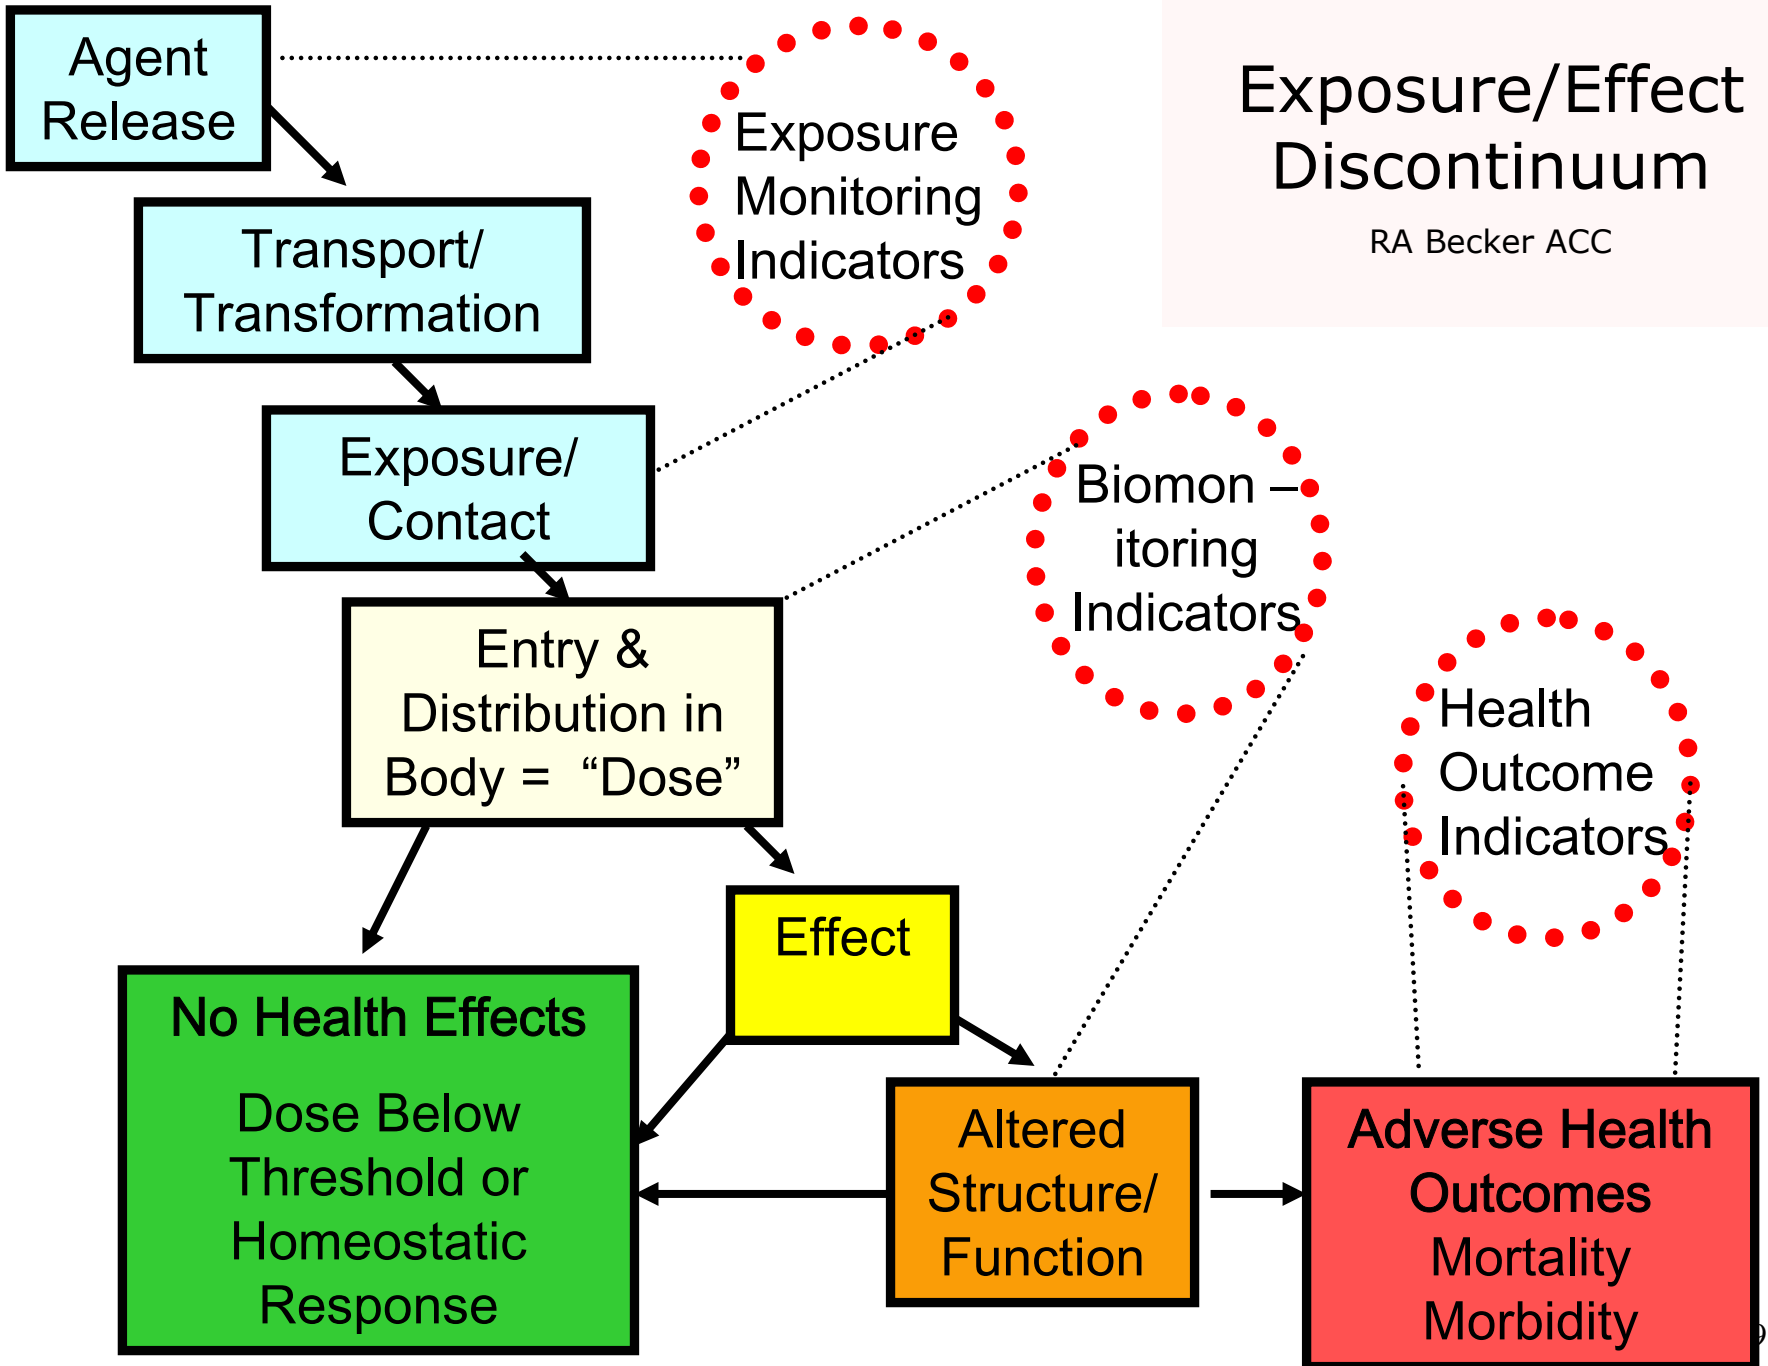 Agent
Release
Exposure/Effect
Discontinuum
RA Becker ACC
Exposure
Monitoring
Indicators
Transport/
Transformation
Exposure/
Contact
Biomon –
itoring
Indicators
Entry &
Distribution in
Body = “Dose”
Health
Outcome
Indicators
Effect
No Health Effects
Dose Below
Threshold or
Homeostatic
Response
Altered
Structure/
Function
Adverse Health
Outcomes
Mortality
Morbidity
9